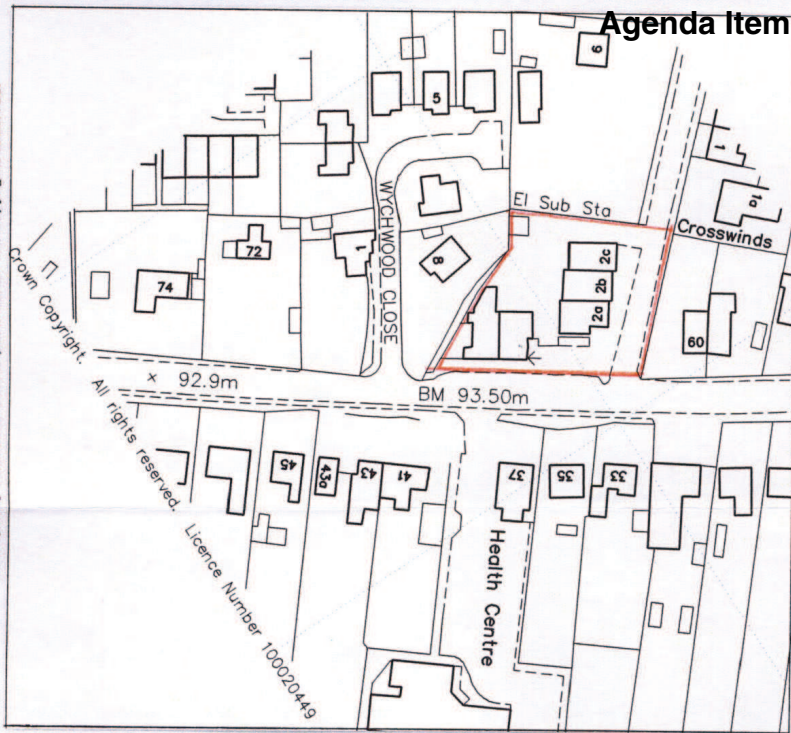 Agenda Item
6
5
1
1a
El Sub Sta
Crosswinds
WYCHWOOD CLOSE
72
1
8
2c
74
2b
2a
60
92.9m
BM 93.50m
45
43a
43
41
37
35
33
Health Centre
Crown Copyright. All rights reserved. Licence Number 100020449